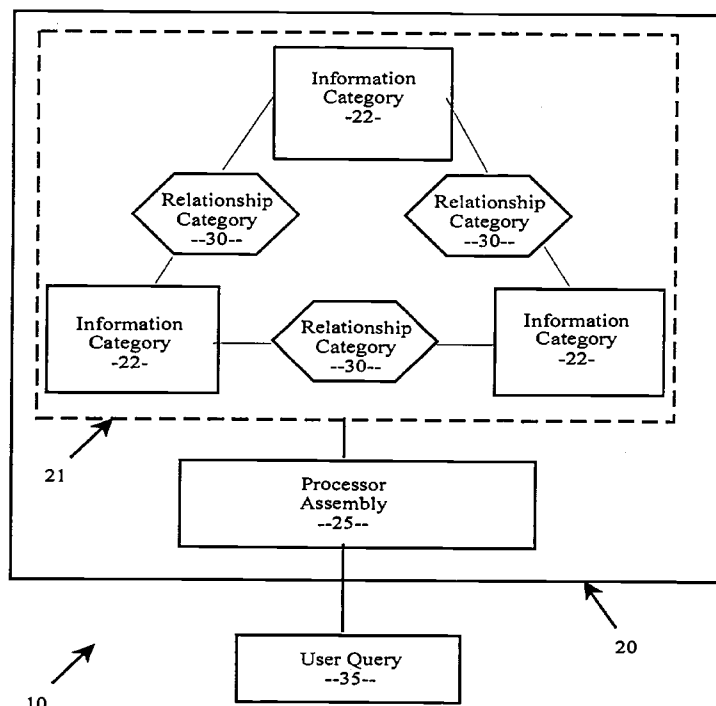 Information
Category
-22-
Relationship
Category
--30--
Relationship
Category
--30--
Information
Category
-22-
Relationship
Category
--30--
Information
Category
-22-
21
Processor
Assembly
--25--
20
User Query
--35--
10